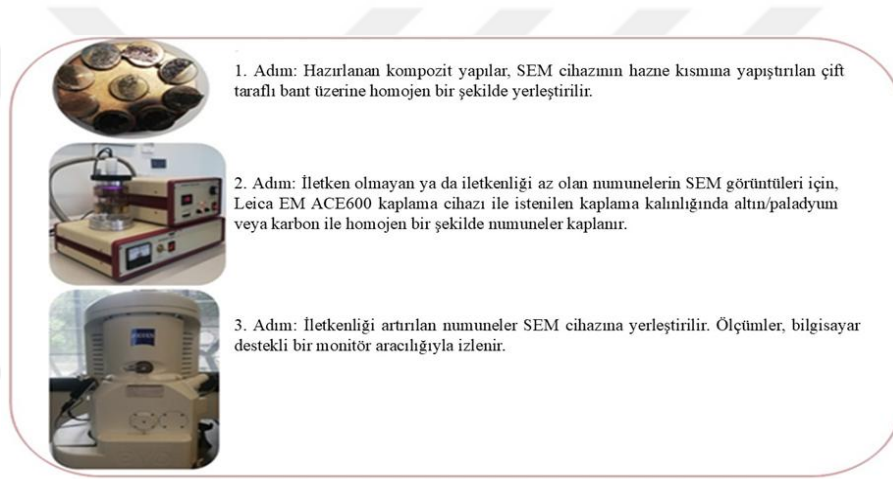 1. Adım: Hazırlanan kompozit yapılar, SEM cihazının hazne kısmına yapıştırılan çift
taraflı bant üzerine homojen bir şekilde yerleştirilir.
2. Adım: İletken olmayan ya da iletkenliği az olan numunelerin SEM görüntüleri için,
Leica EM ACE600 kaplama cihazı ile istenilen kaplama kalınlığında altın/paladyum
veya karbon ile homojen bir şekilde numuneler kaplanır.
3. Adım: İletkenliği artırılan numuneler SEM cihazına yerleştirilir. Ölçümler, bilgisayar
destekli bir monitör aracılığıyla izlenir.